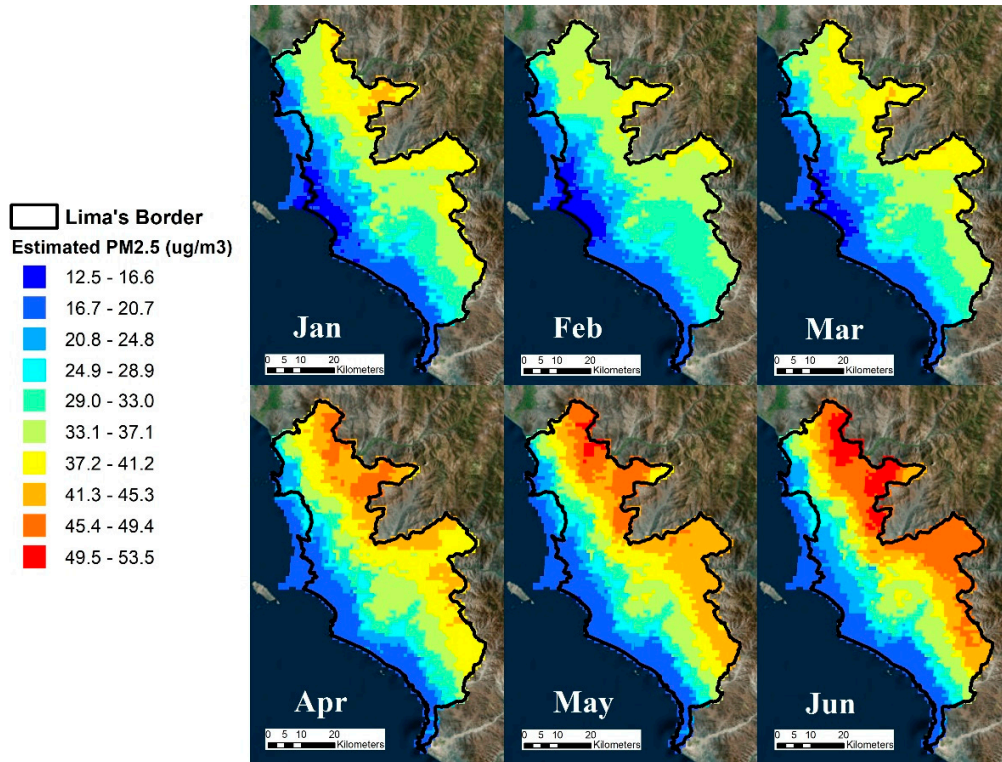 Lima's Border
Estimated PM2.5 (ug/m3)
12.5 - 16.6
16.7 - 20.7
20.8 - 24.8
24.9 - 28.9
29.0 - 33.0
33.1 - 37.1
37.2 - 41.2
41.3 - 45.3
45.4 - 49.4
49.5 - 53.5
Jan
0 5 10 20
Kilometers
Feb
0 5 10 20
Kilometers
Mar
0 5 10 20
Kilometers
Apr
0 5 10 20
Kilometers
May
0 5 10 20
Kilometers
Jun
0 5 10 20
Kilometers